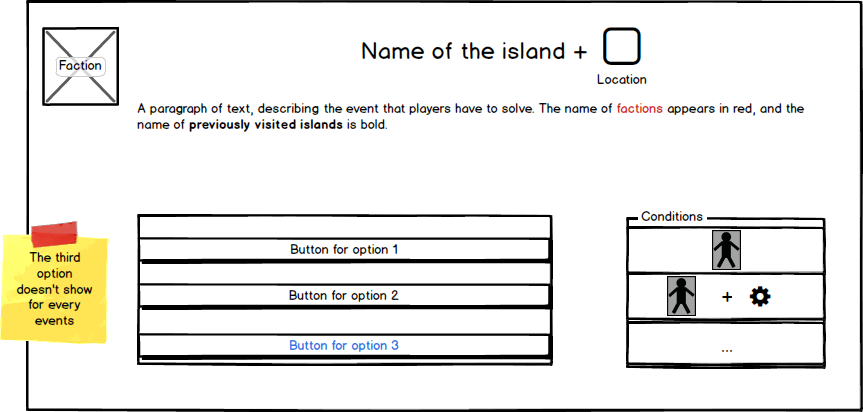 Name of the island +
Faction
Location
A paragraph of text, describing the event that players have to solve. The name of factions appears in red, and the
name of previously visited islands is bold.
Conditions
Button for option 1
The third
option
doesn't show
for every
events
Button for option 2
+
Button for option 3
...